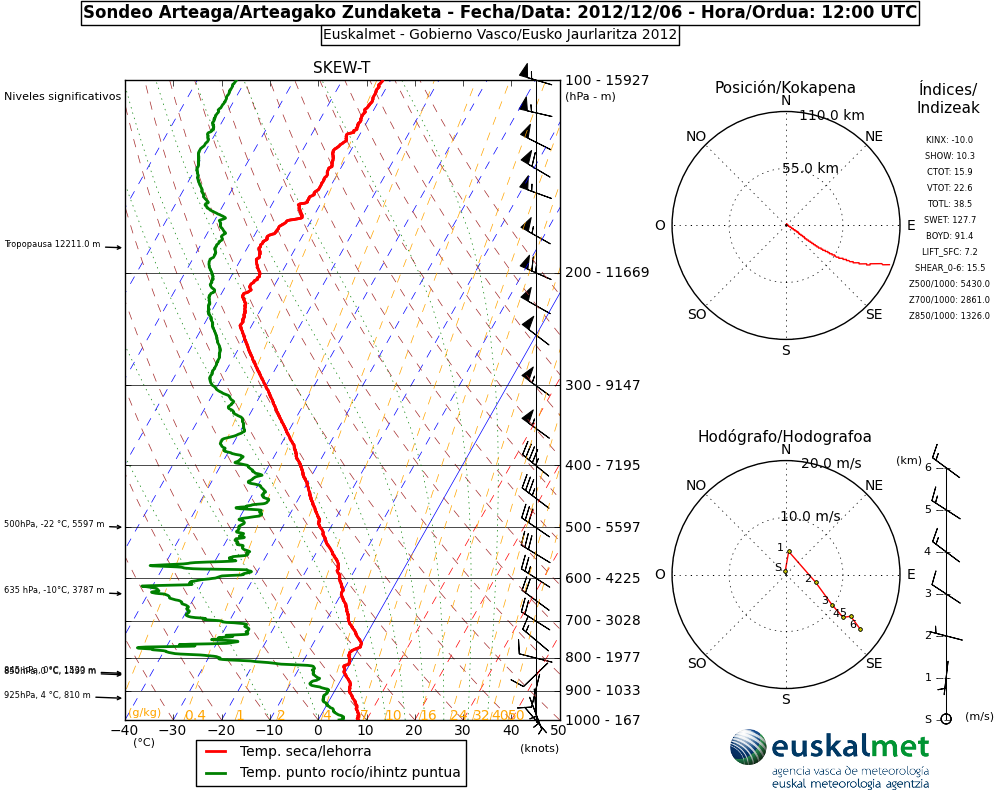 Sondeo Arteaga/Arteagako Zundaketa - Fecha/Data: 2012/12/06 - Hora/Ordua: 12:00 UTC
Euskalmet - Gobierno Vasco/Eusko Jaurlaritza 2012
SKEW-T
Niveles significativos
Tropopausa 12211.0 m
500hPa, -22 °C, 5597 m
635 hPa, -10°C, 3787 m
925hPa, 4 °C, 810 m
100 - 15927
(hPa - m)
200 - 11669
300 - 9147
400 - 7195
500 - 5597
600 - 4225
700 - 3028
800 - 1977
900 - 1033
1000 - 167
(g/kg) 0.4 1 2 4 7 10 16 24 32 40 50
−40 −30 −20 −10 0 10 20 30 40 50
(°C)
(knots)
Temp. seca/lehorra
Temp. punto rocío/ihintz puntua
Posición/Kokapena
N
110.0 km
NO
NE
55.0 km
O
E
SO
SE
S
Índices/
Indizeak
KINX: -10.0
SHOW: 10.3
CTOT: 15.9
VTOT: 22.6
TOTL: 38.5
SWET: 127.7
BOYD: 91.4
LIFT_SFC: 7.2
SHEAR_0-6: 15.5
Z500/1000: 5430.0
Z700/1000: 2861.0
Z850/1000: 1326.0
Hodógrafo/Hodografoa
N
20.0 m/s
NO
NE
10.0 m/s
1
S
2
3
4
5
6
O
E
SO
SE
S
(km)
6
5
4
3
2
1
S
(m/s)
euskalmet
agencia vasca de meteorología
euskal meteorologia agentzia